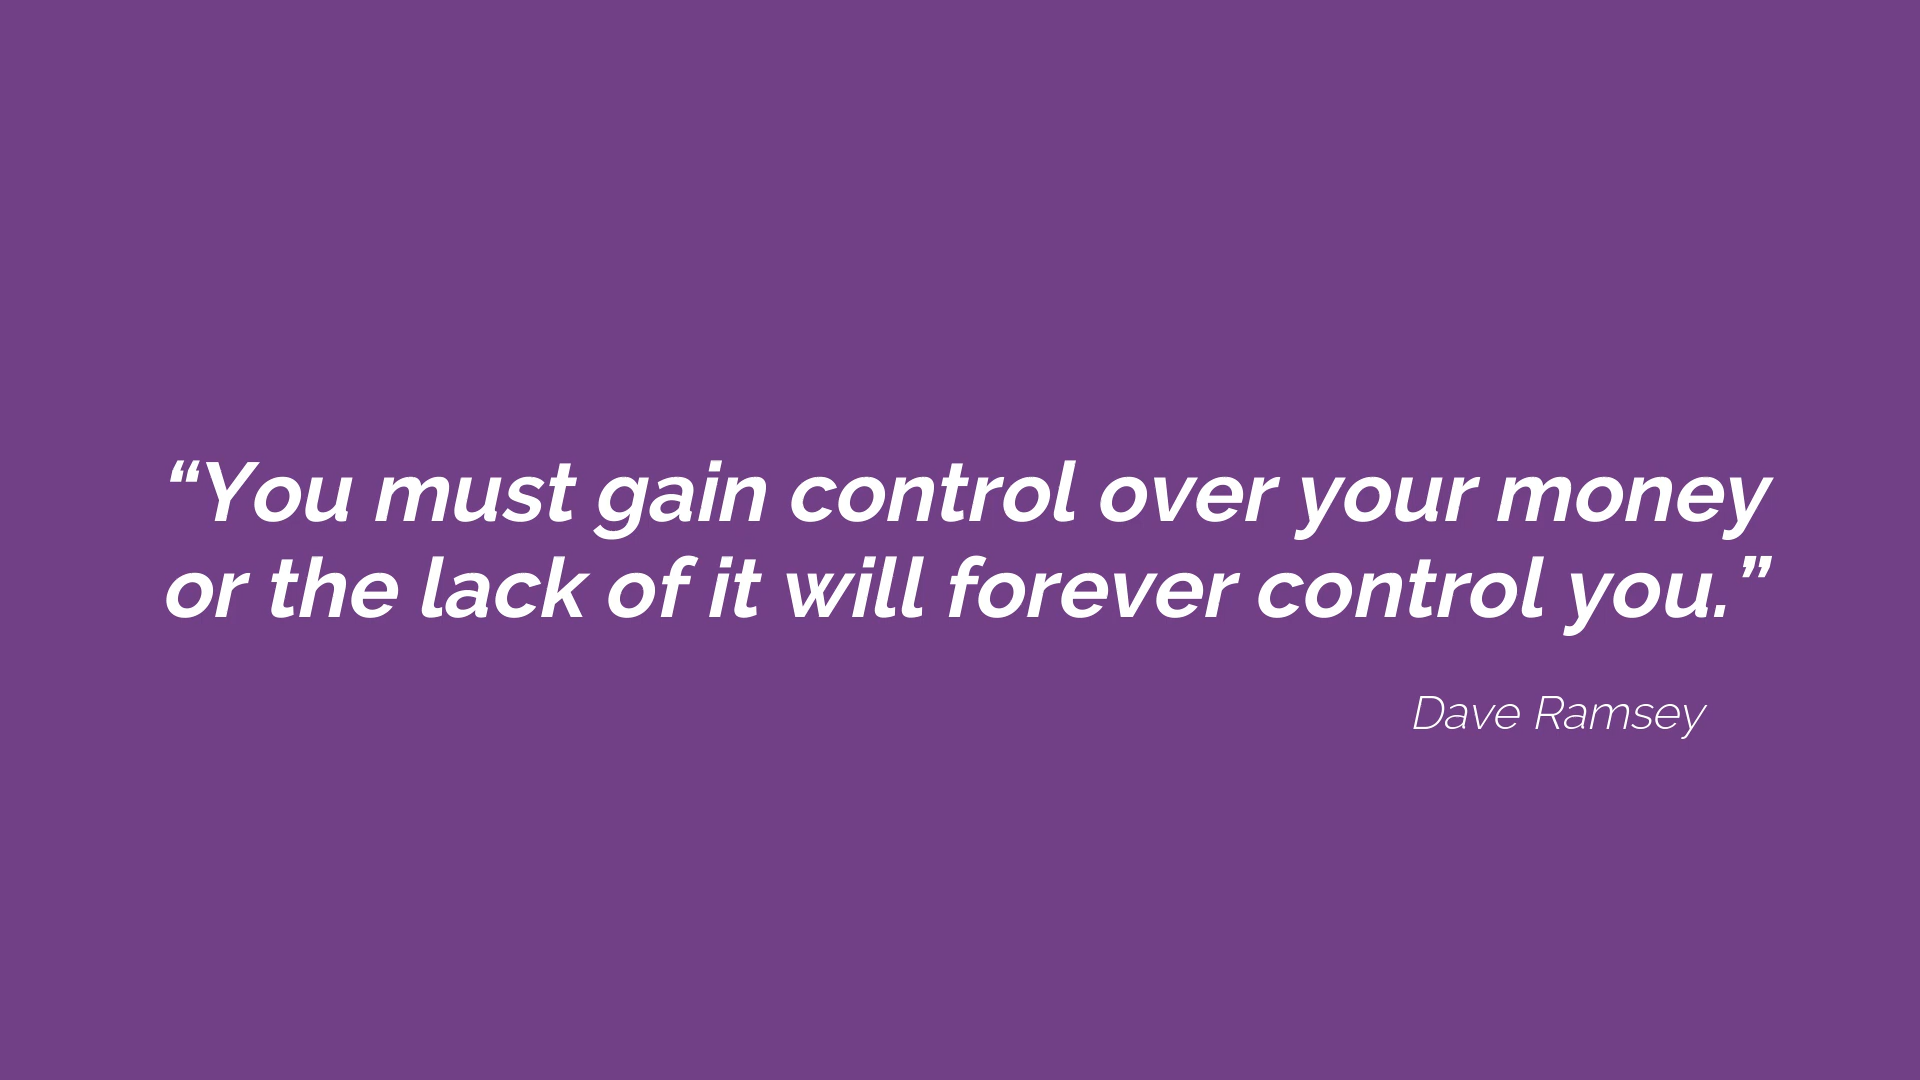 “You must gain control over your money
or the lack of it will forever control you.”
Dave Ramsey